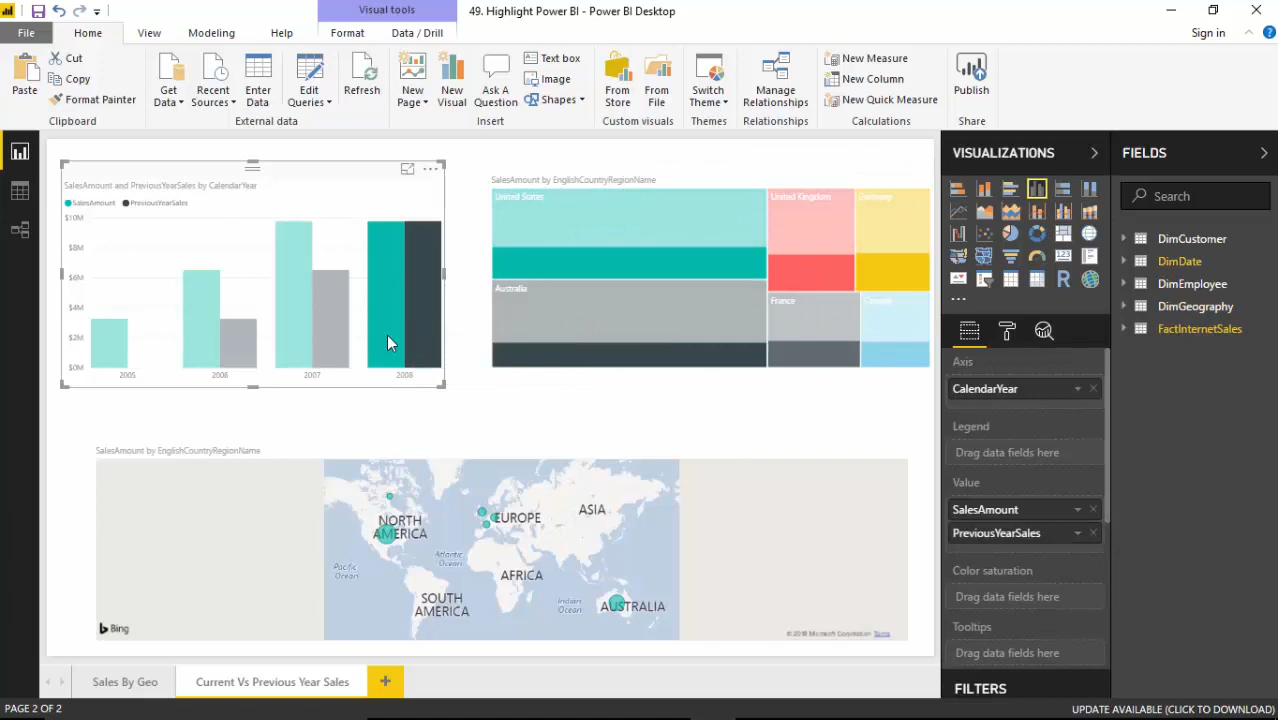 Visual tools
49. Highlight Power BI - Power BI Desktop
File
Home
View
Modeling
Help
Format
Data / Drill
Sign in
Paste
Cut
Copy
Format Painter
Clipboard
Get Data
Recent Sources
Enter Data
Edit Queries
Refresh
External data
New Page
New Visual
Ask A Question
Text box
Image
Shapes
Insert
From Store
From File
Custom visuals
Switch Theme
Themes
Manage Relationships
Relationships
New Measure
New Column
New Quick Measure
Calculations
Publish
Share
SalesAmount and PreviousYearSales by CalendarYear
SalesAmount PreviousYearSales
$10M
$8M
$6M
$4M
$2M
$0M
2005 2006 2007 2008
SalesAmount by EnglishCountryRegionName
United States
United Kingdom
Germany
Australia
France
Canada
SalesAmount by EnglishCountryRegionName
NORTH AMERICA
EUROPE
ASIA
Atlantic Ocean
Pacific Ocean
AFRICA
SOUTH AMERICA
Indian Ocean
AUSTRALIA
Bing
© 2018 Microsoft Corporation Terms
VISUALIZATIONS
R
123
Axis
CalendarYear
Legend
Drag data fields here
Value
SalesAmount
PreviousYearSales
Color saturation
Drag data fields here
Tooltips
Drag data fields here
FILTERS
FIELDS
Search
DimCustomer
DimDate
DimEmployee
DimGeography
FactInternetSales
Sales By Geo
Current Vs Previous Year Sales
PAGE 2 OF 2
UPDATE AVAILABLE (CLICK TO DOWNLOAD)